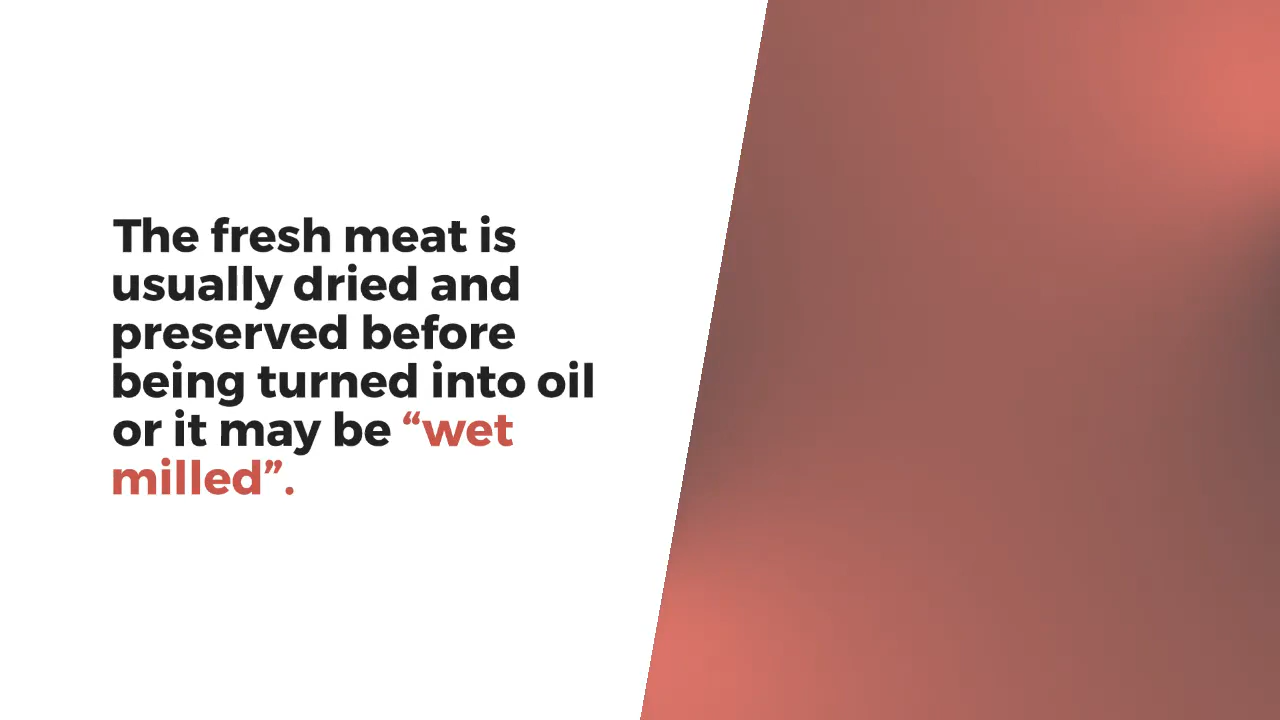 The fresh meat is
usually dried and
preserved before
being turned into oil
or it may be “wet
milled”.